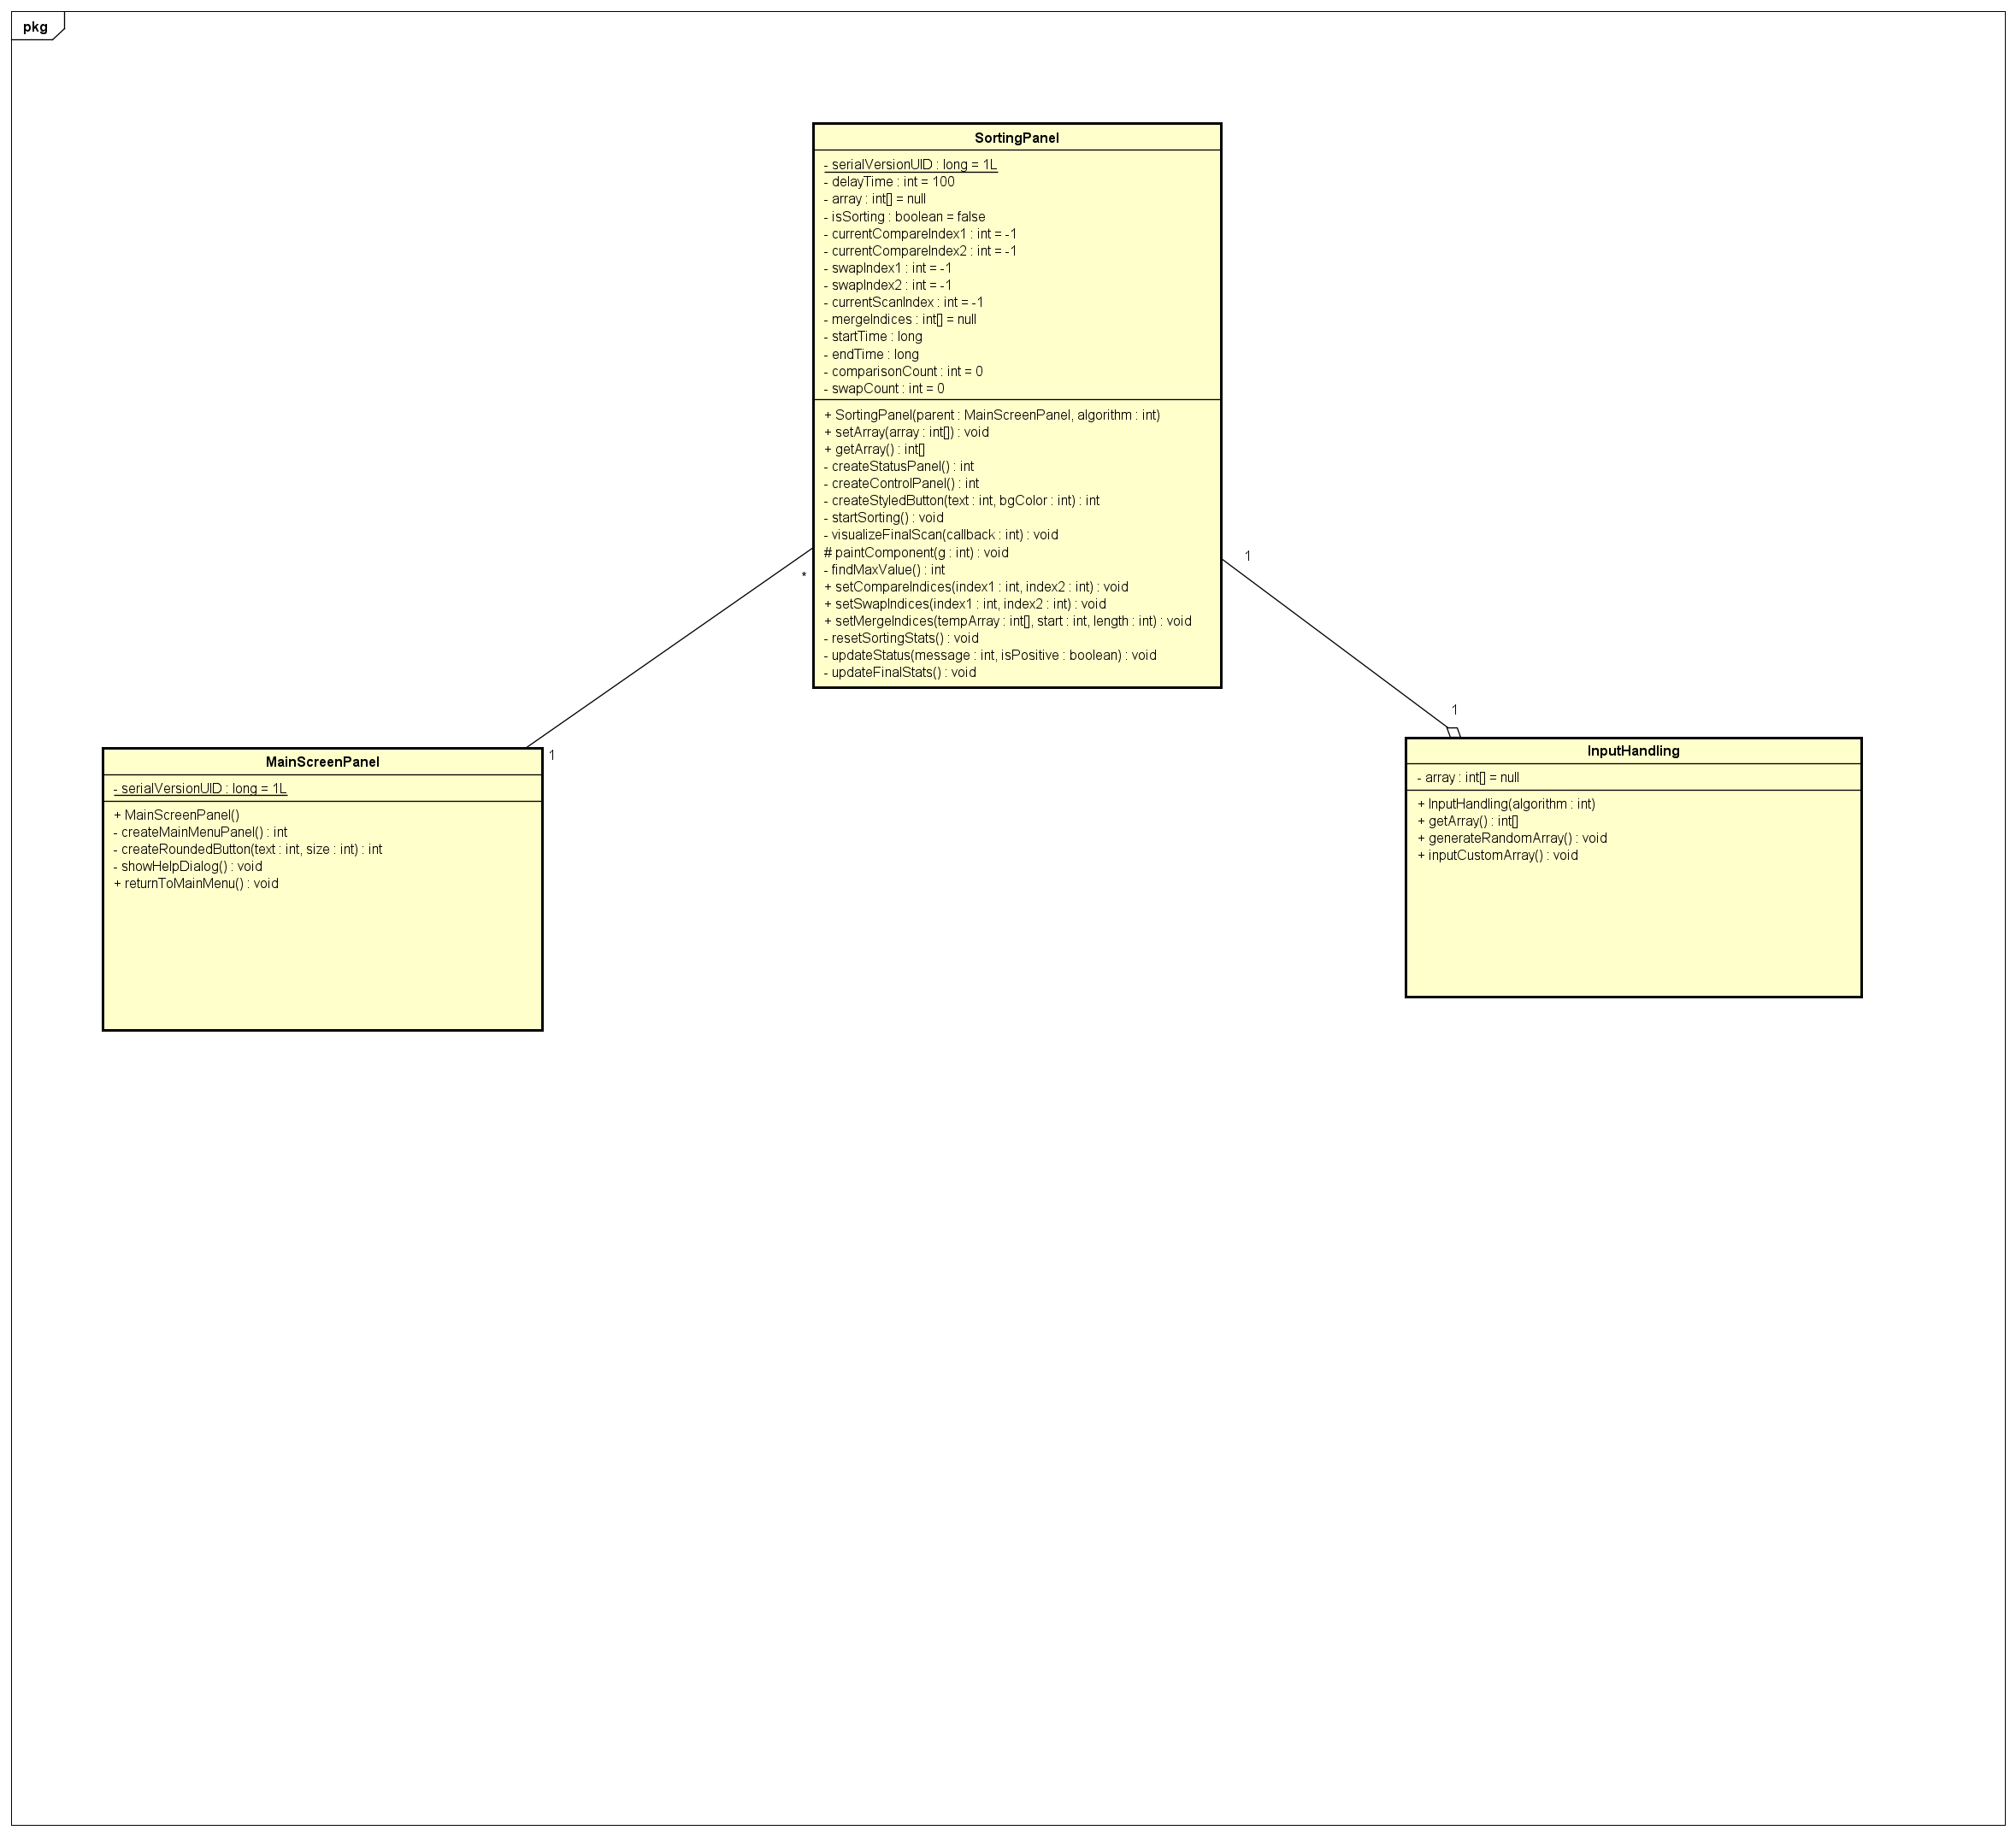 pkg
SortingPanel
- serialVersionUID : long = 1L
- delayTime : int = 100
- array : int[] = null
- isSorting : boolean = false
- currentCompareIndex1 : int = -1
- currentCompareIndex2 : int = -1
- swapIndex1 : int = -1
- swapIndex2 : int = -1
- currentScanIndex : int = -1
- mergeIndices : int[] = null
- startTime : long
- endTime : long
- comparisonCount : int = 0
- swapCount : int = 0
+ SortingPanel(parent : MainScreenPanel, algorithm : int)
+ setArray(array : int[]) : void
+ getArray() : int[]
- createStatusPanel() : int
- createControlPanel() : int
- createStyledButton(text : int, bgColor : int) : int
- startSorting() : void
- visualizeFinalScan(callback : int) : void
# paintComponent(g : int) : void
- findMaxValue() : int
+ setCompareIndices(index1 : int, index2 : int) : void
+ setSwapIndices(index1 : int, index2 : int) : void
+ setMergeIndices(tempArray : int[], start : int, length : int) : void
- resetSortingStats() : void
- updateStatus(message : int, isPositive : boolean) : void
- updateFinalStats() : void
*
1
1
1
MainScreenPanel
- serialVersionUID : long = 1L
+ MainScreenPanel()
- createMainMenuPanel() : int
- createRoundedButton(text : int, size : int) : int
- showHelpDialog() : void
+ returnToMainMenu() : void
InputHandling
- array : int[] = null
+ InputHandling(algorithm : int)
+ getArray() : int[]
+ generateRandomArray() : void
+ inputCustomArray() : void